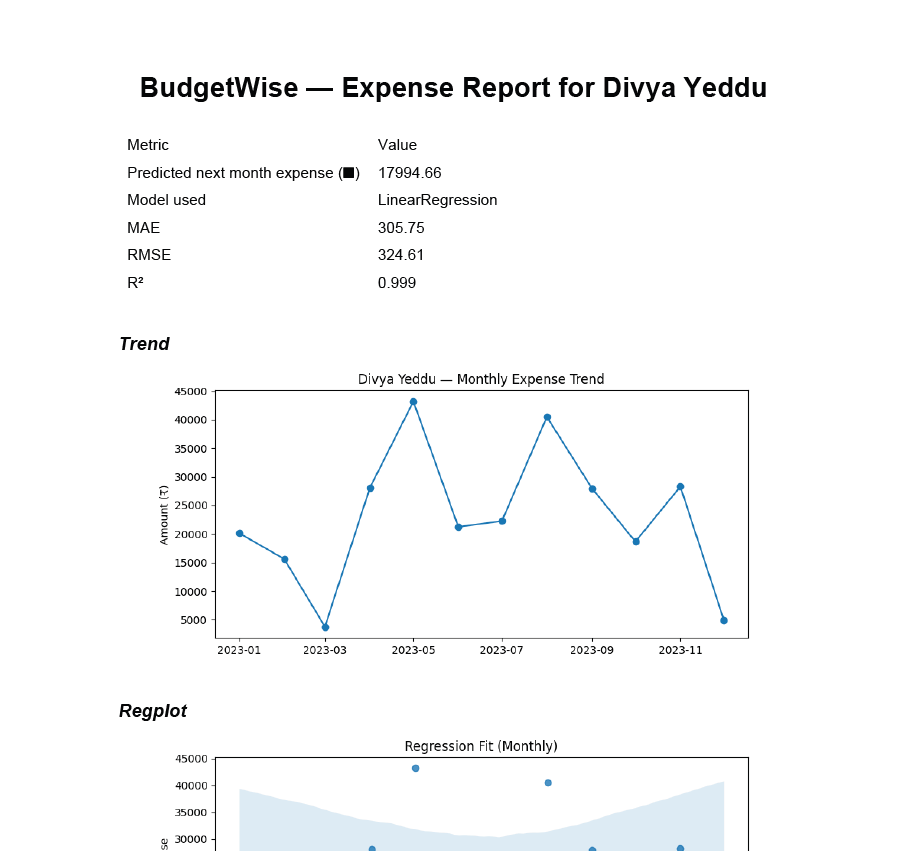 BudgetWise — Expense Report for Divya Yeddu
Metric Value
Predicted next month expense (■) 17994.66
Model used LinearRegression
MAE 305.75
RMSE 324.61
R² 0.999
Trend
Divya Yeddu — Monthly Expense Trend
45000
40000
35000
30000
25000
20000
15000
10000
5000
Amount (₹)
2023-01 2023-03 2023-05 2023-07 2023-09 2023-11
Regplot
Regression Fit (Monthly)
45000
40000
35000
30000